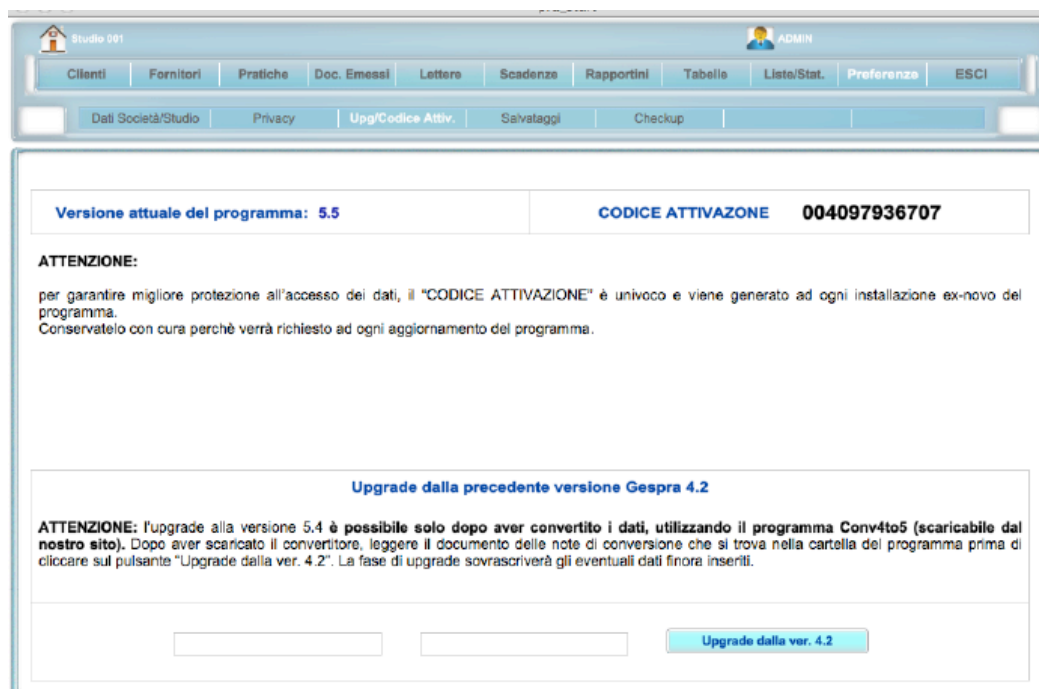 Studio 001 ADMIN
Clienti Fornitori Pratiche Doc. Emessi Lettere Scadenze Rapportini Tabelle Liste/Stat. Preferenze ESCI
Dati Società/Studio Privacy Upg/Codice Attiv. Salvataggi Checkup
Versione attuale del programma: 5.5 CODICE ATTIVAZONE 004097936707
ATTENZIONE:
per garantire migliore protezione all'accesso dei dati, il "CODICE ATTIVAZIONE" è univoco e viene generato ad ogni installazione ex-novo del
programma.
Conservatelo con cura perchè verrà richiesto ad ogni aggiornamento del programma.
Upgrade dalla precedente versione Gespra 4.2
ATTENZIONE: l'upgrade alla versione 5.4 è possibile solo dopo aver convertito i dati, utilizzando il programma Conv4to5 (scaricabile dal
nostro sito). Dopo aver scaricato il convertitore, leggere il documento delle note di conversione che si trova nella cartella del programma prima di
cliccare sul pulsante "Upgrade dalla ver. 4.2". La fase di upgrade sovrascriverà gli eventuali dati finora inseriti.
Upgrade dalla ver. 4.2